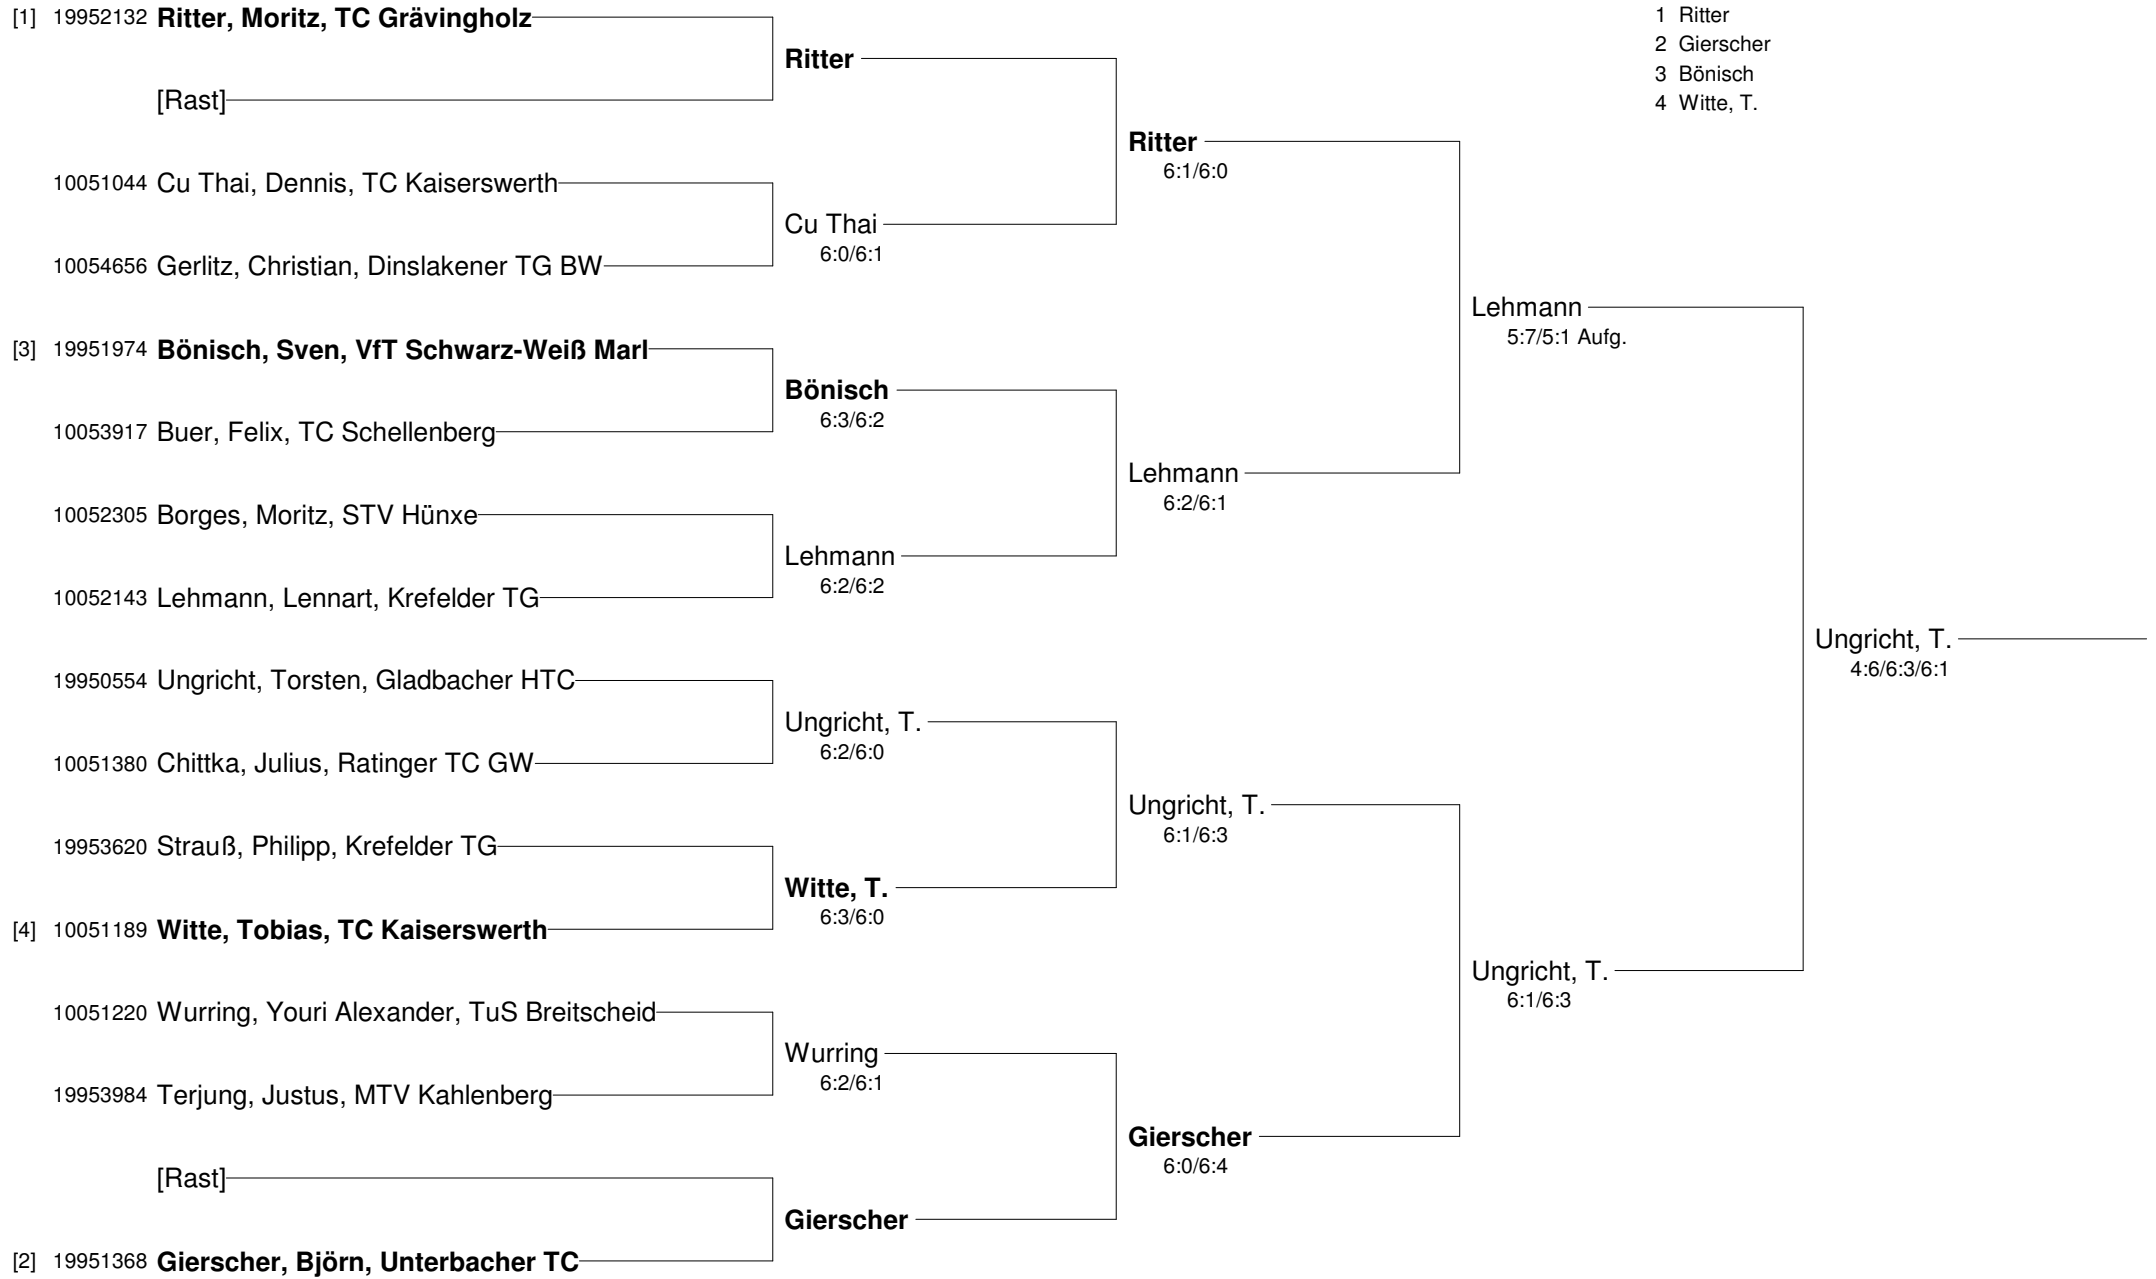 [1] 19952132 Ritter, Moritz, TC Grävingholz
[Rast]
10051044 Cu Thai, Dennis, TC Kaiserswerth
10054656 Gerlitz, Christian, Dinslakener TG BW
[3] 19951974 Bönisch, Sven, VfT Schwarz-Weiß Marl
10053917 Buer, Felix, TC Schellenberg
10052305 Borges, Moritz, STV Hünxe
10052143 Lehmann, Lennart, Krefelder TG
19950554 Ungricht, Torsten, Gladbacher HTC
10051380 Chittka, Julius, Ratinger TC GW
19953620 Strauß, Philipp, Krefelder TG
[4] 10051189 Witte, Tobias, TC Kaiserswerth
10051220 Wurring, Youri Alexander, TuS Breitscheid
19953984 Terjung, Justus, MTV Kahlenberg
[Rast]
[2] 19951368 Gierscher, Björn, Unterbacher TC
Ritter
Cu Thai
6:0/6:1
Bönisch
6:3/6:2
Lehmann
6:2/6:2
Ungricht, T.
6:2/6:0
Witte, T.
6:3/6:0
Wurring
6:2/6:1
Gierscher
Ritter
6:1/6:0
Lehmann
6:2/6:1
Ungricht, T.
6:1/6:3
Gierscher
6:0/6:4
Lehmann
5:7/5:1 Aufg.
Ungricht, T.
6:1/6:3
Ungricht, T.
4:6/6:3/6:1
1 Ritter
2 Gierscher
3 Bönisch
4 Witte, T.